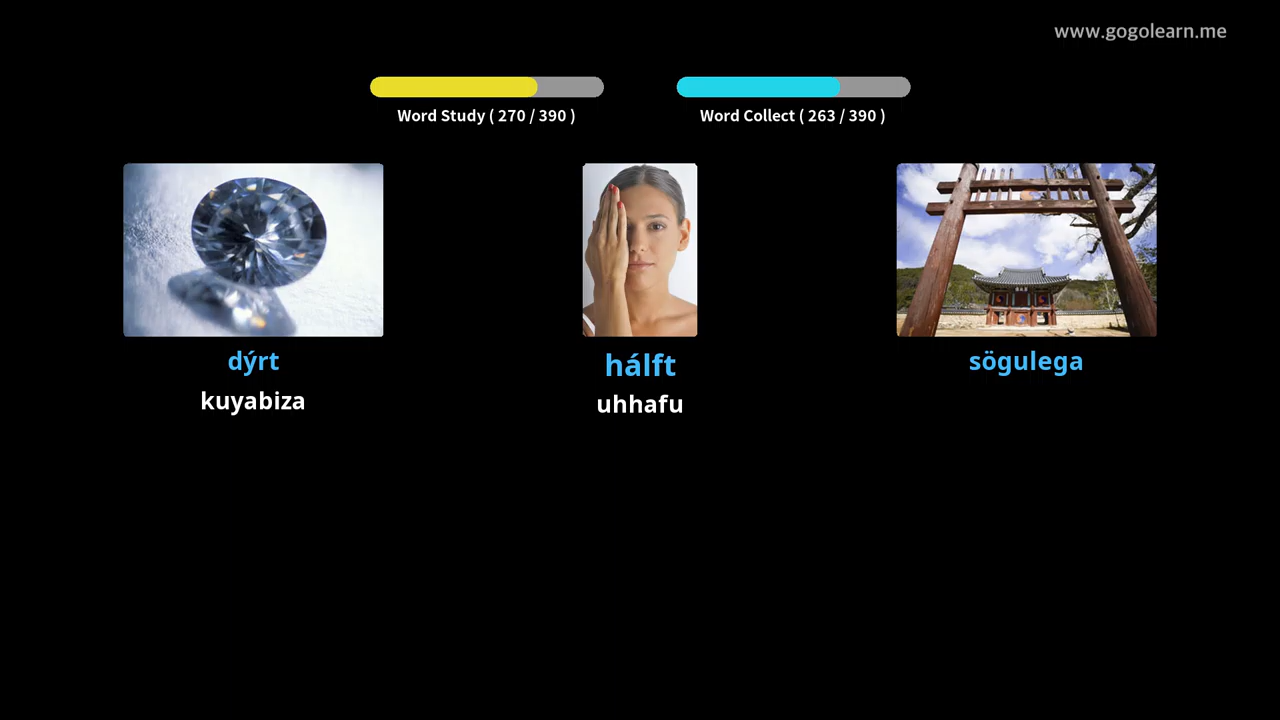 www.gogolearn.me
Word Study ( 270 / 390 )
Word Collect ( 263 / 390 )
dýrt
kuyabiza
hálft
uhhafu
sögulega